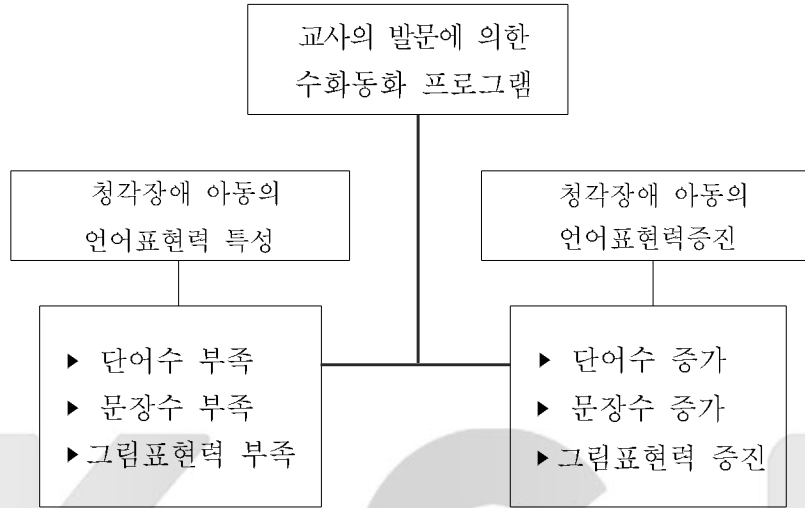 교사의 발문에 의한
수화동화 프로그램
청각장애 아동의
언어표현력 특성
청각장애 아동의
언어표현력증진
▶ 단어수 부족
▶ 문장수 부족
▶그림표현력 부족
▶ 단어수 증가
▶ 문장수 증가
▶그림표현력 증진